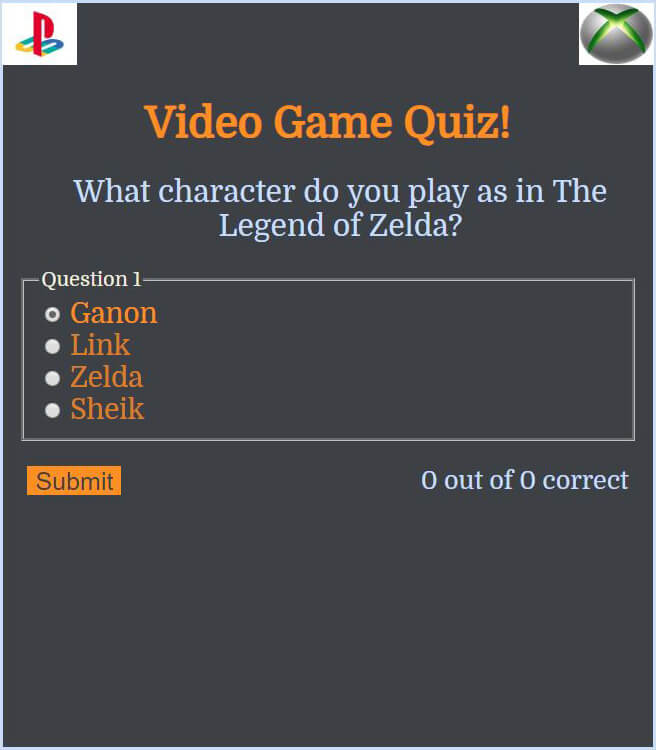 Video Game Quiz!
What character do you play as in The
Legend of Zelda?
Question 1
Ganon
Link
Zelda
Sheik
Submit
0 out of 0 correct